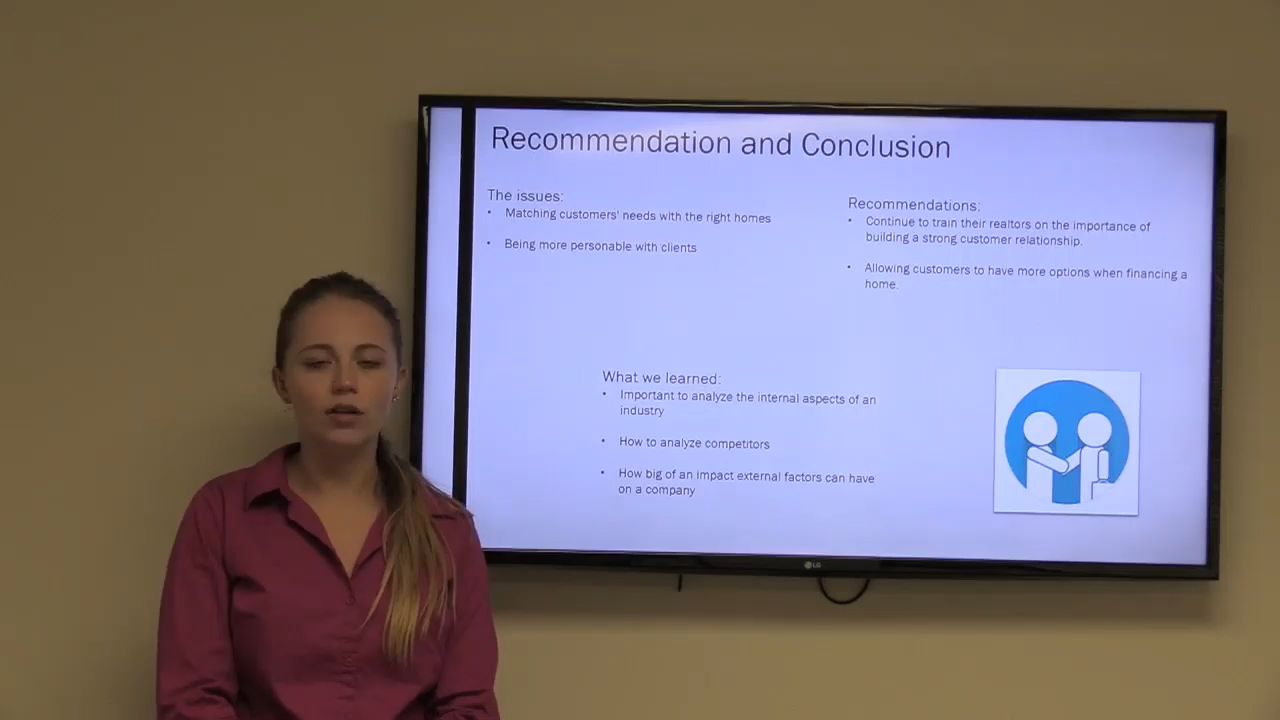 Recommendation and Conclusion
The issues:
• Matching customers' needs with the right homes
• Being more personable with clients
Recommendations:
• Continue to train their realtors on the importance of
building a strong customer relationship.
• Allowing customers to have more options when financing a
home.
What we learned:
• Important to analyze the internal aspects of an
industry
• How to analyze competitors
• How big of an impact external factors can have
on a company
LG